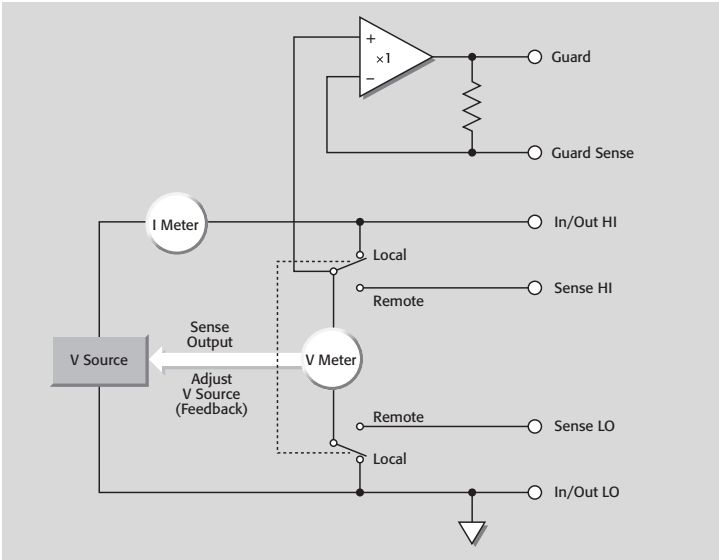 +
×1
−
Guard
Guard Sense
I Meter
In/Out HI
Local
Sense HI
Remote
Sense
Output
V Source
V Meter
Adjust
V Source
(Feedback)
Remote
Sense LO
Local
In/Out LO